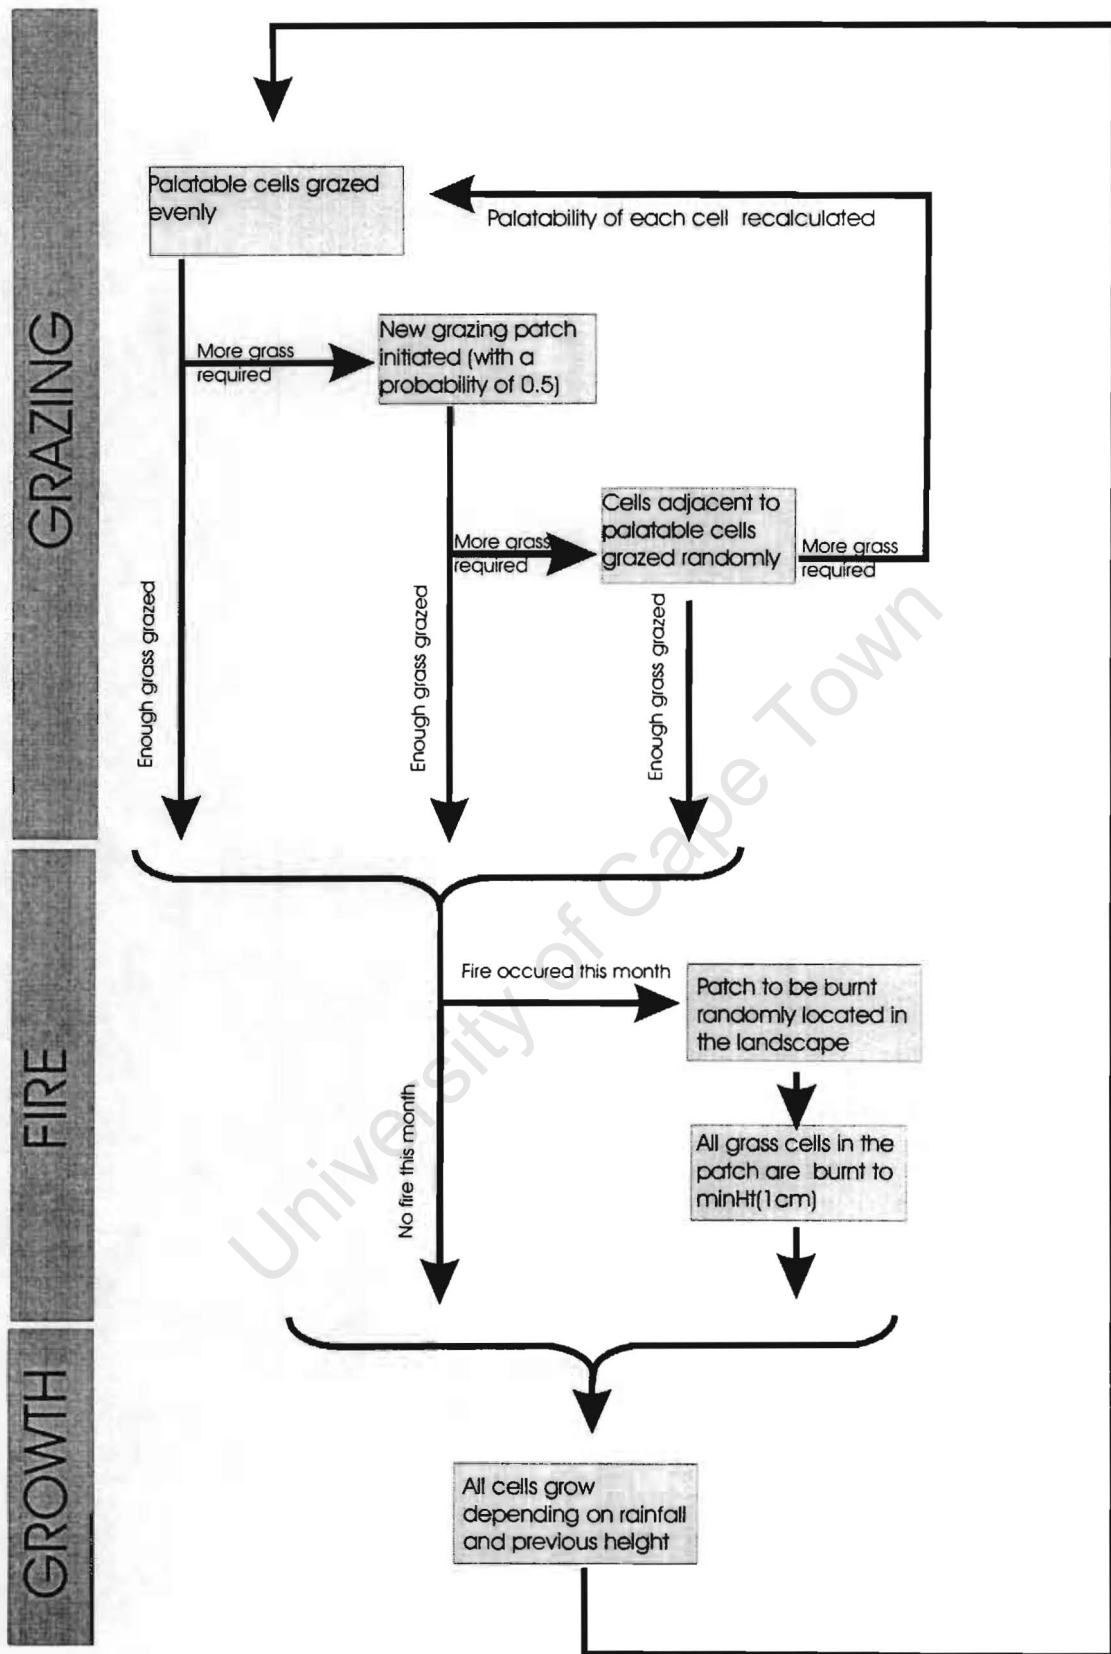 GRAZING
Palatable cells grazed
evenly
Palatability of each cell recalculated
More grass
required
New grazing patch
initiated (with a
probability of 0.5)
More grass
required
Cells adjacent to
palatable cells
grazed randomly
More grass
required
Enough grass grazed
Enough grass grazed
Enough grass grazed
FIRE
Fire occured this month
Patch to be burnt
randomly located in
the landscape
No fire this month
All grass cells in the
patch are burnt to
minHt(1cm)
GROWTH
All cells grow
depending on rainfall
and previous height
University of Cape Town